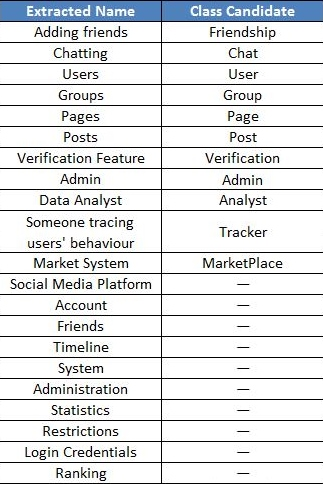 Extracted Name Class Candidate
Adding friends Friendship
Chatting Chat
Users User
Groups Group
Pages Page
Posts Post
Verification Feature Verification
Admin Admin
Data Analyst Analyst
Someone tracing
users' behaviour Tracker
Market System MarketPlace
Social Media Platform —
Account —
Friends —
Timeline —
System —
Administration —
Statistics —
Restrictions —
Login Credentials —
Ranking —